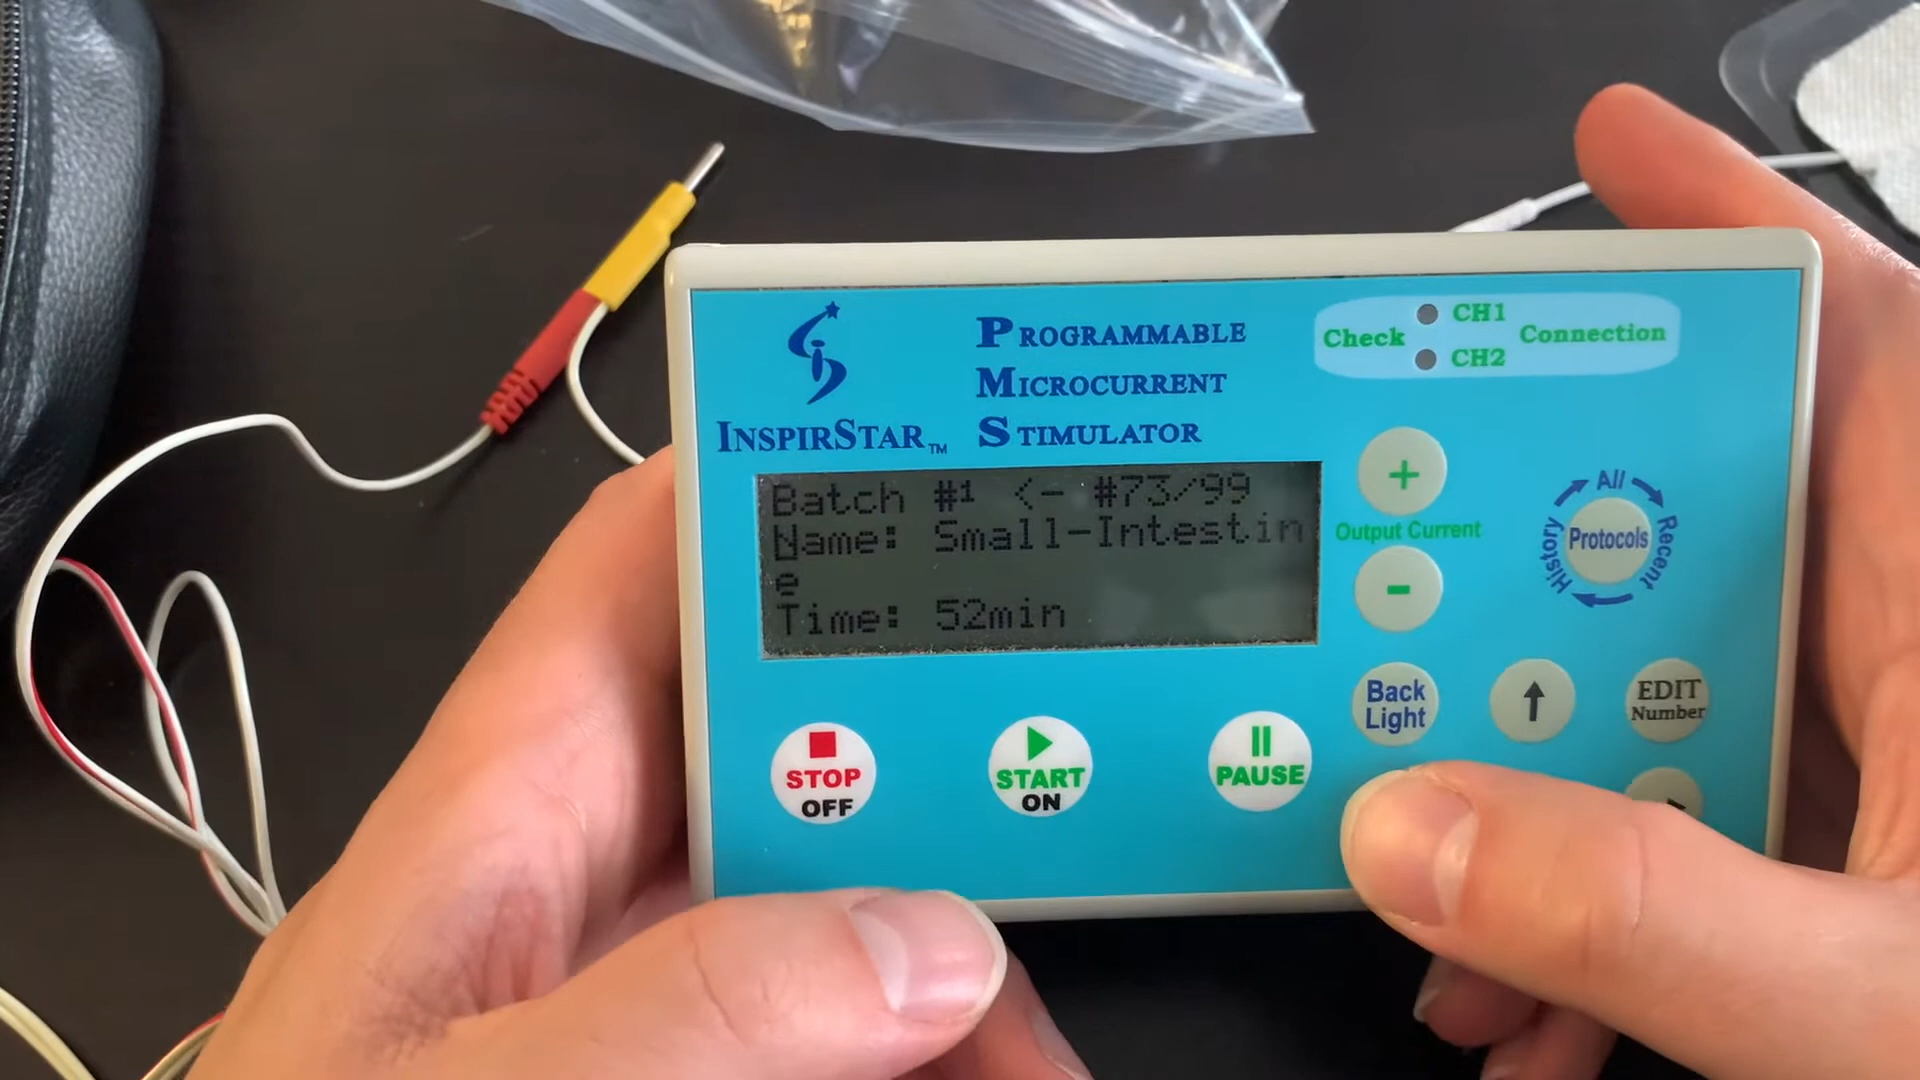 INSPIRSTAR™
PROGRAMMABLE
MICROCURRENT
STIMULATOR
Check
CH1
CH2
Connection
Batch #1 <- #73/99
Name: Small-Intestin
e
Time: 52min
+
Output Current
-
All
Recent
History
Protocols
Back
Light
↑
EDIT
Number
STOP
OFF
START
ON
PAUSE